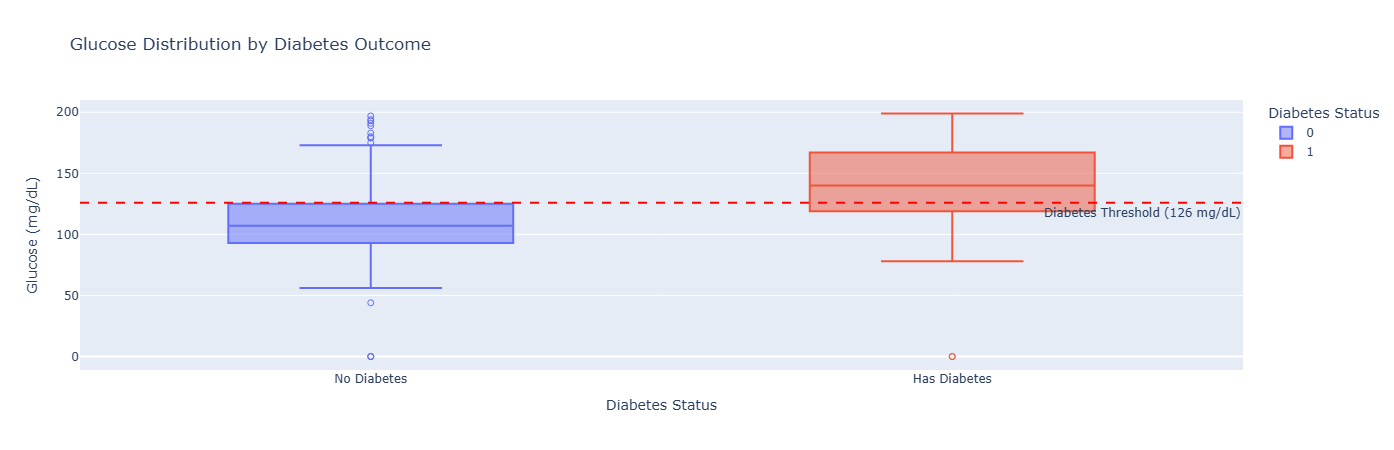 Glucose Distribution by Diabetes Outcome
Glucose (mg/dL)
200
150
100
50
0
Diabetes Threshold (126 mg/dL)
No Diabetes
Has Diabetes
Diabetes Status
Diabetes Status
0
1